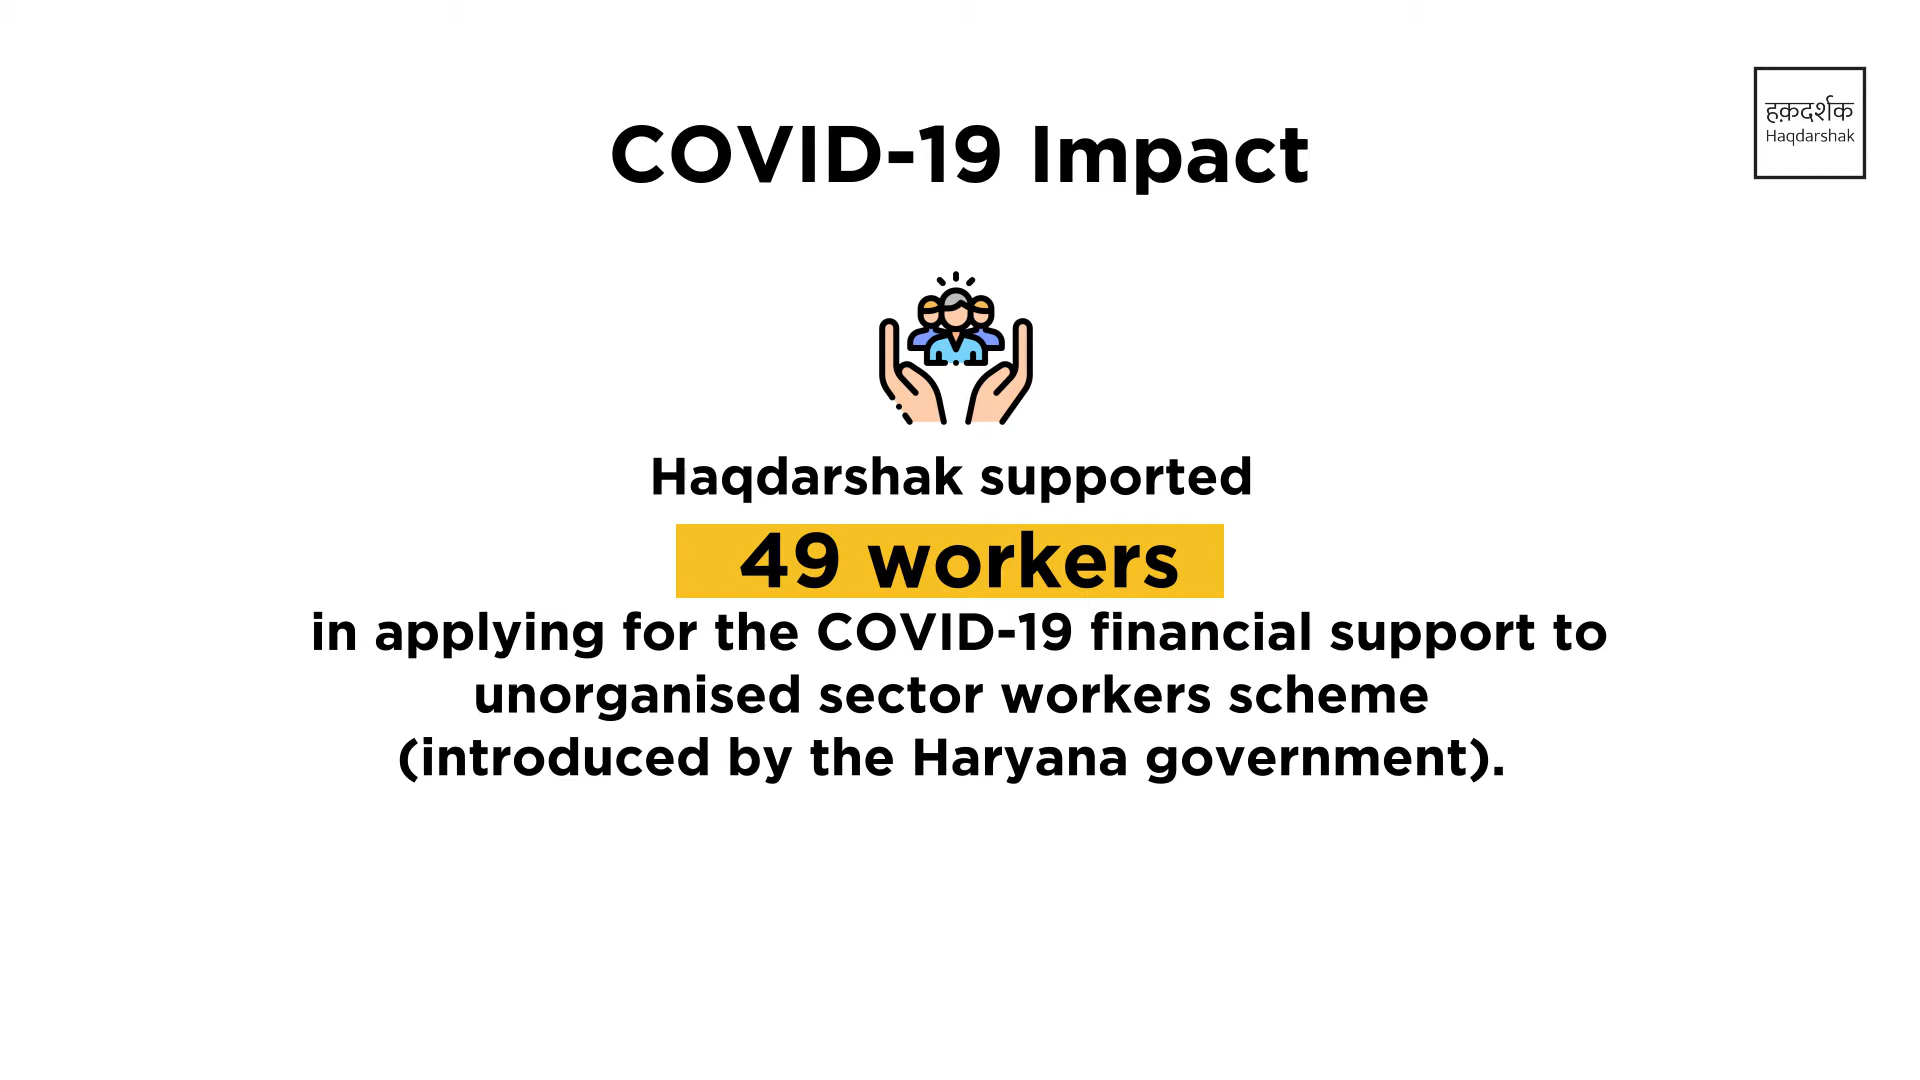 हक़दर्शक
Haqdarshak
COVID-19 Impact
Haqdarshak supported
49 workers
in applying for the COVID-19 financial support to
unorganised sector workers scheme
(introduced by the Haryana government).